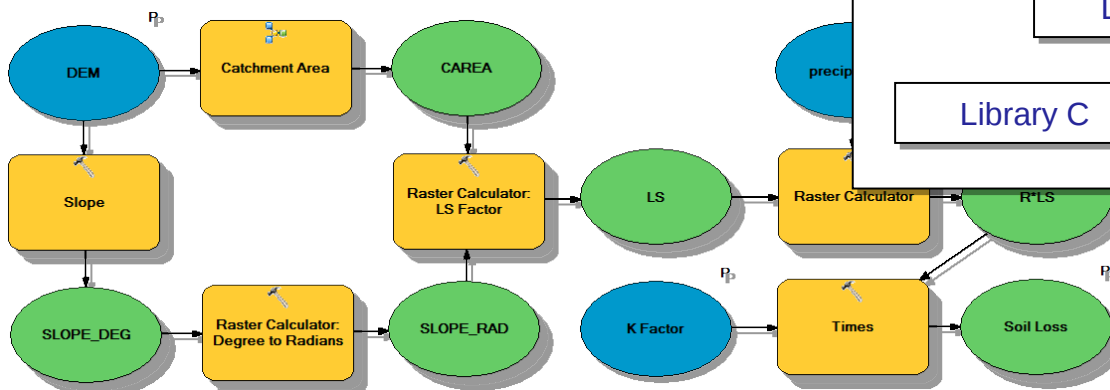 P
DEM
Catchment Area
CAREA
precip
Library C
Slope
Raster Calculator:
LS Factor
LS
Raster Calculator
R*LS
P
P
SLOPE_DEG
Raster Calculator:
Degree to Radians
SLOPE_RAD
K Factor
Times
Soil Loss